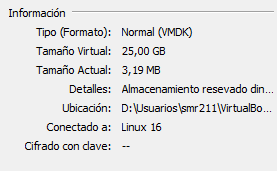 Información
Tipo (Formato): Normal (VMDK)
Tamaño Virtual: 25,00 GB
Tamaño Actual: 3,19 MB
Detalles: Almacenamiento resevado din...
Ubicación: D:\Usuarios\smr211\VirtualBo...
Conectado a: Linux 16
Cifrado con clave: --